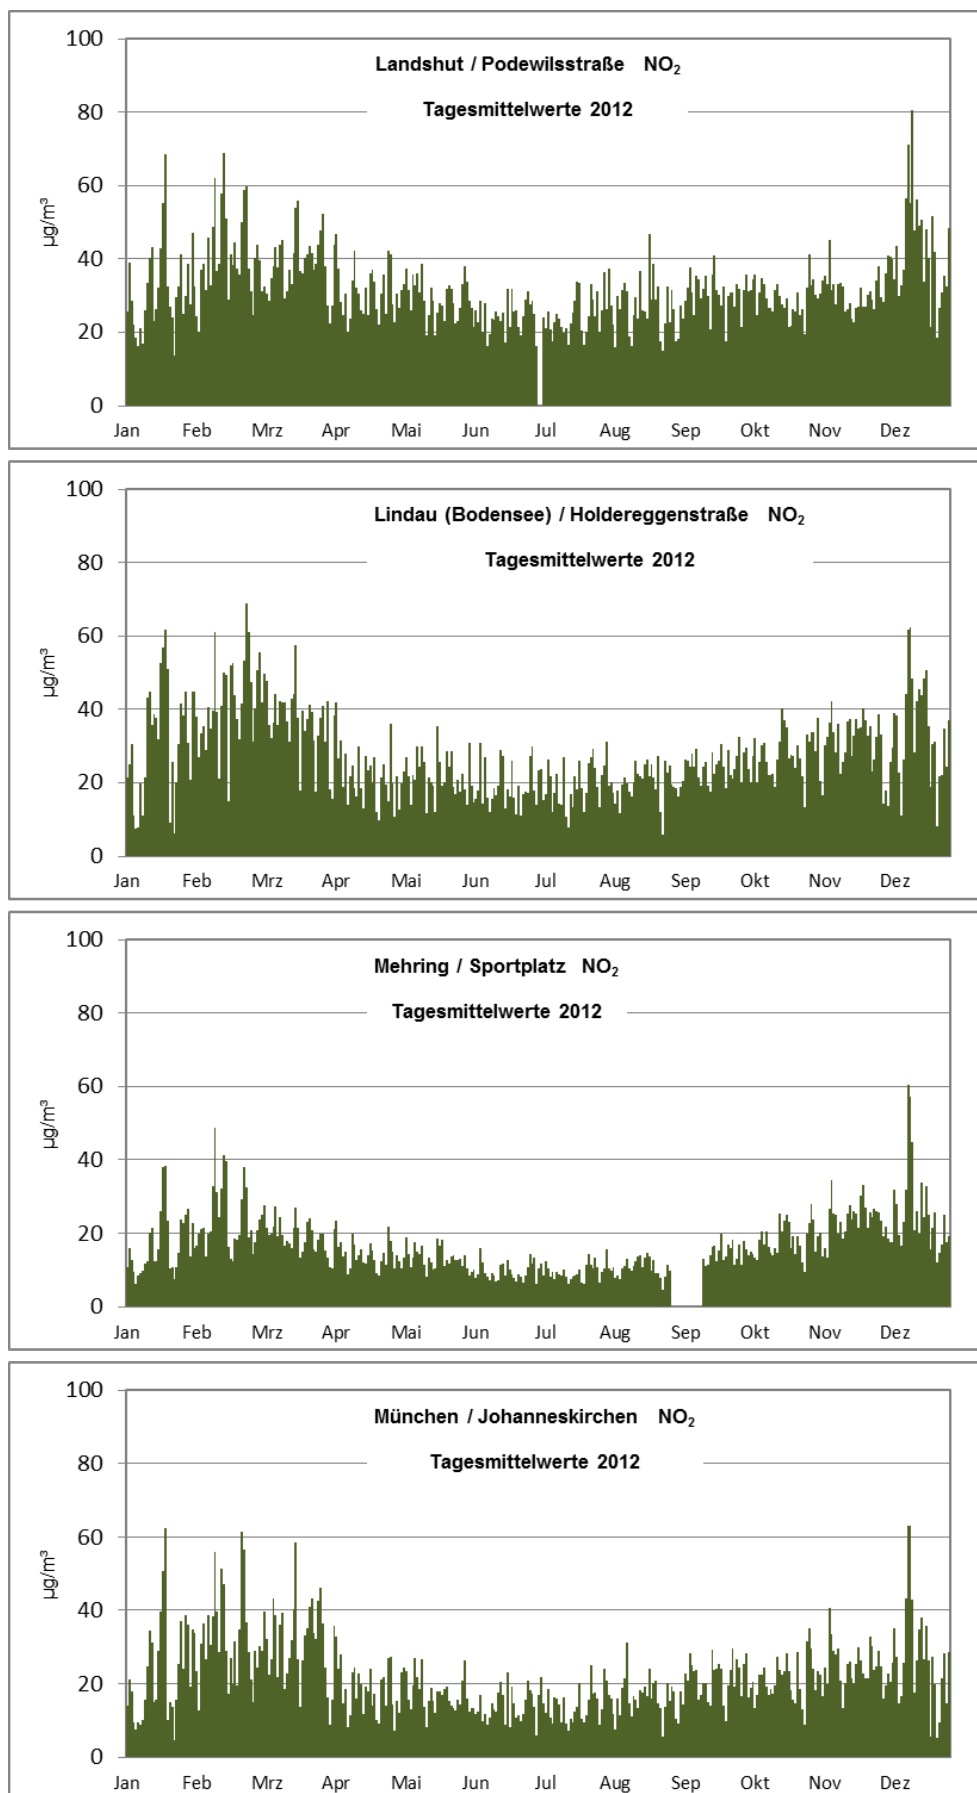 Landshut / Podewilsstraße NO₂
Tagesmittelwerte 2012
µg/m³
100
80
60
40
20
0
Jan Feb Mrz Apr Mai Jun Jul Aug Sep Okt Nov Dez
Lindau (Bodensee) / Holdereggenstraße NO₂
Tagesmittelwerte 2012
µg/m³
100
80
60
40
20
0
Jan Feb Mrz Apr Mai Jun Jul Aug Sep Okt Nov Dez
Mehring / Sportplatz NO₂
Tagesmittelwerte 2012
µg/m³
100
80
60
40
20
0
Jan Feb Mrz Apr Mai Jun Jul Aug Sep Okt Nov Dez
München / Johanneskirchen NO₂
Tagesmittelwerte 2012
µg/m³
100
80
60
40
20
0
Jan Feb Mrz Apr Mai Jun Jul Aug Sep Okt Nov Dez